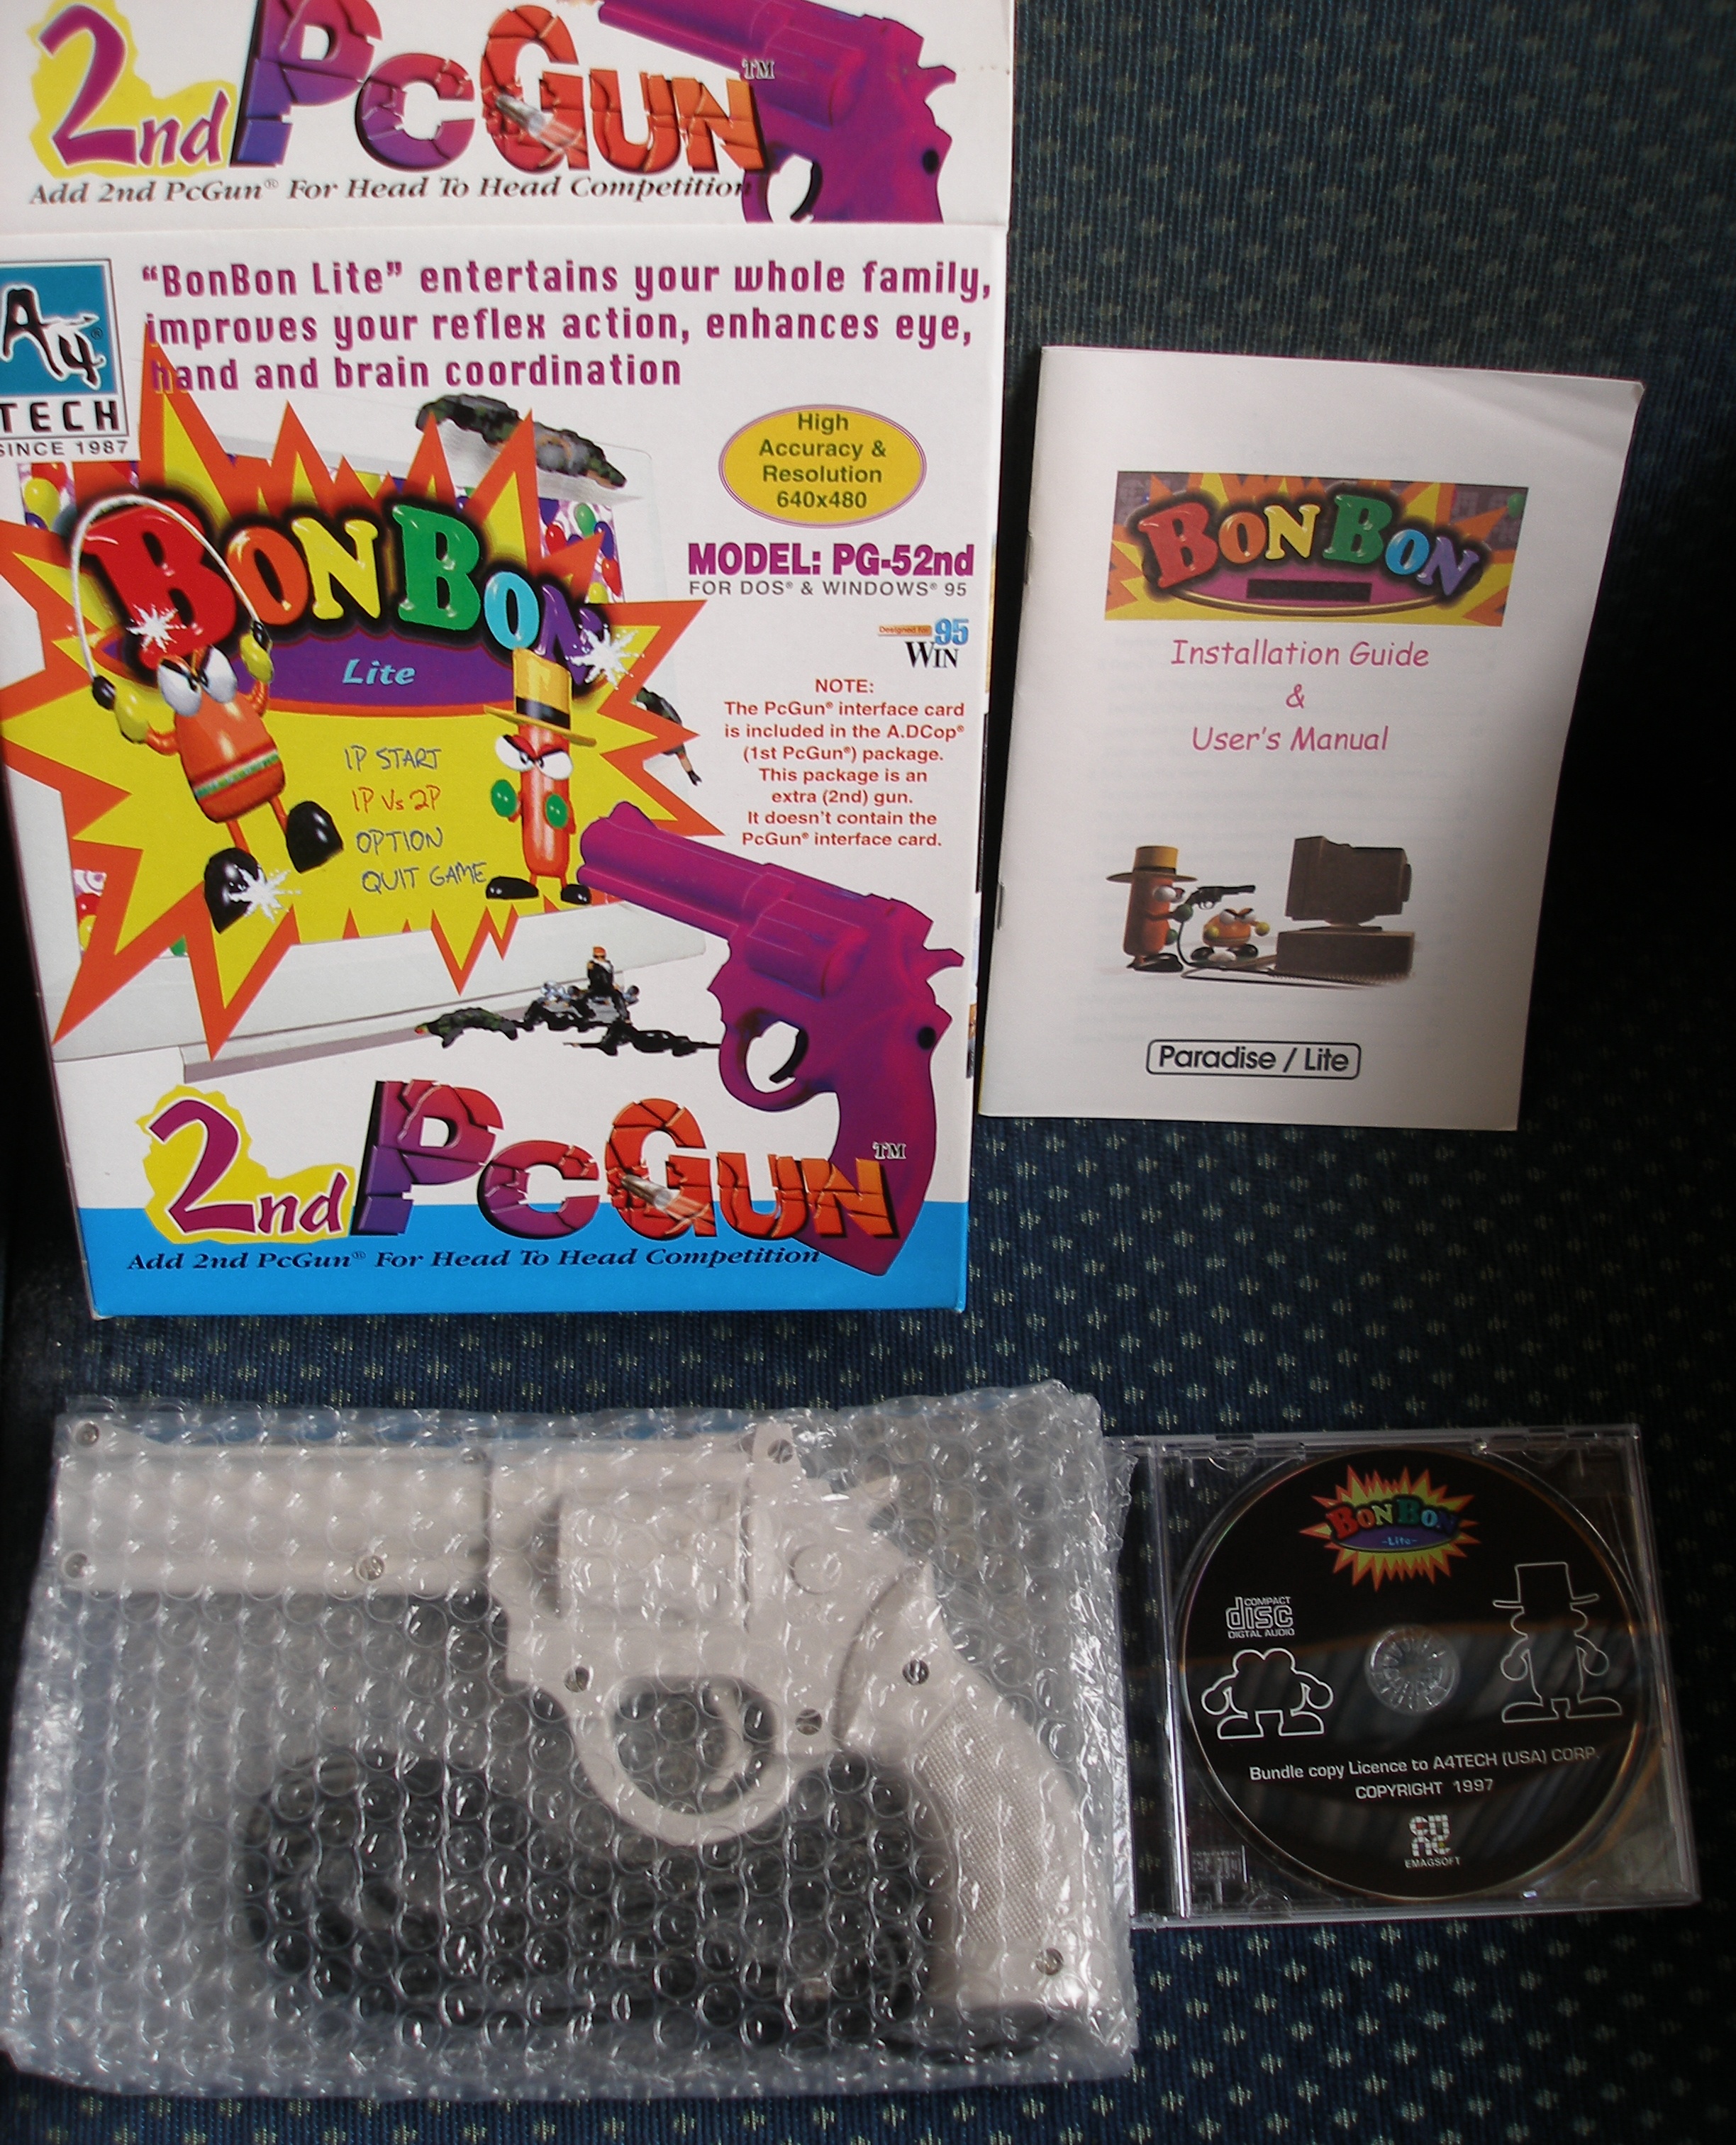 2nd PcGun™
Add 2nd PcGun® For Head To Head Competition
A4®
TECH
SINCE 1987
“BonBon Lite” entertains your whole family,
improves your reflex action, enhances eye,
hand and brain coordination
High
Accuracy &
Resolution
640x480
MODEL: PG-52nd
FOR DOS® & WINDOWS® 95
Designed for 95
WIN
NOTE:
The PcGun® interface card
is included in the A.DCop®
(1st PcGun®) package.
This package is an
extra (2nd) gun.
It doesn't contain the
PcGun® interface card.
BONBON
Lite
1P START
1P Vs 2P
OPTION
QUIT GAME
2nd PcGun™
Add 2nd PcGun® For Head To Head Competition
BONBON
Installation Guide
&
User's Manual
Paradise / Lite
BONBON
-Lite-
COMPACT
disc
DIGITAL AUDIO
Bundle copy Licence to A4TECH (USA) CORP.
COPYRIGHT 1997
EMAGSOFT